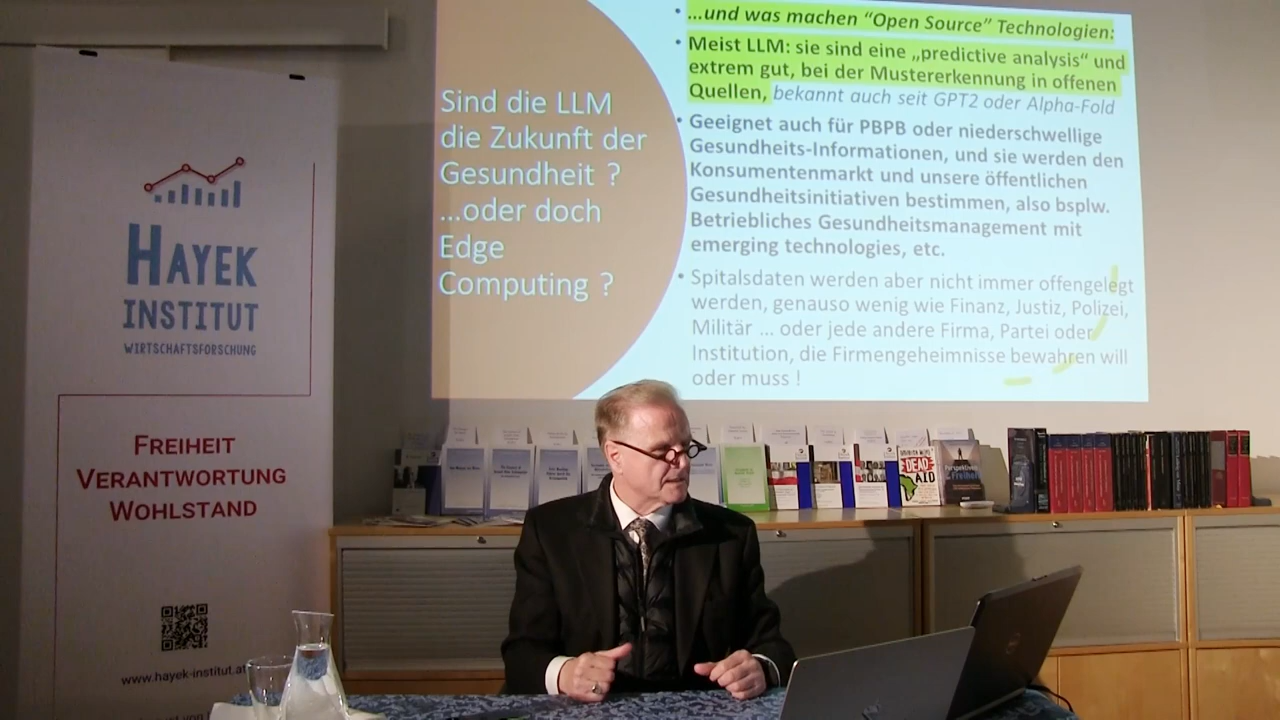 HAYEK
INSTITUT
WIRTSCHAFTSFORSCHUNG
FREIHEIT
VERANTWORTUNG
WOHLSTAND
www.hayek-institut.at
Sind die LLM
die Zukunft der
Gesundheit ?
...oder doch
Edge
Computing ?
• ...und was machen “Open Source” Technologien:
• Meist LLM: sie sind eine „predictive analysis“ und
extrem gut, bei der Mustererkennung in offenen
Quellen, bekannt auch seit GPT2 oder Alpha-Fold
• Geeignet auch für PBPB oder niederschwellige
Gesundheits-Informationen, und sie werden den
Konsumentenmarkt und unsere öffentlichen
Gesundheitsinitiativen bestimmen, also bsplw.
Betriebliches Gesundheitsmanagement mit
emerging technologies, etc.
• Spitalsdaten werden aber nicht immer offengelegt
werden, genauso wenig wie Finanz, Justiz, Polizei,
Militär ... oder jede andere Firma, Partei oder
Institution, die Firmengeheimnisse bewahren will
oder muss !
DEAD
AID
Perspektiven
der Freiheit